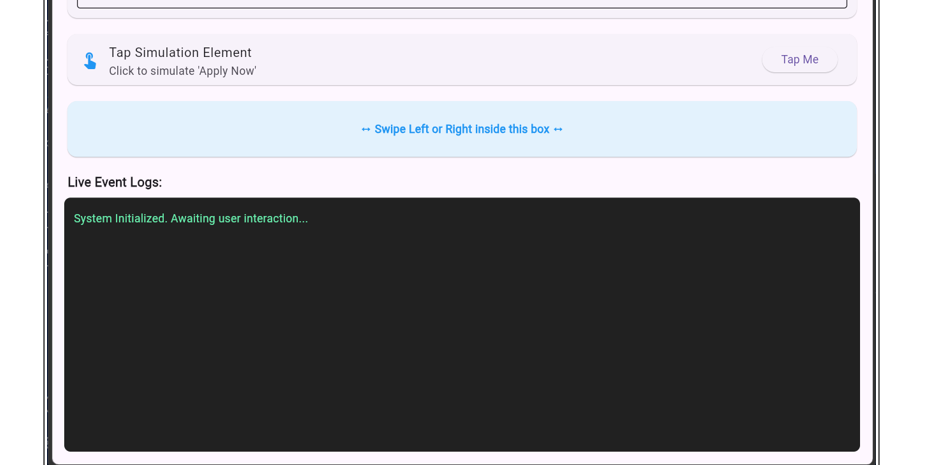 Tap Simulation Element
Click to simulate 'Apply Now'
Tap Me
↔ Swipe Left or Right inside this box ↔
Live Event Logs:
System Initialized. Awaiting user interaction...